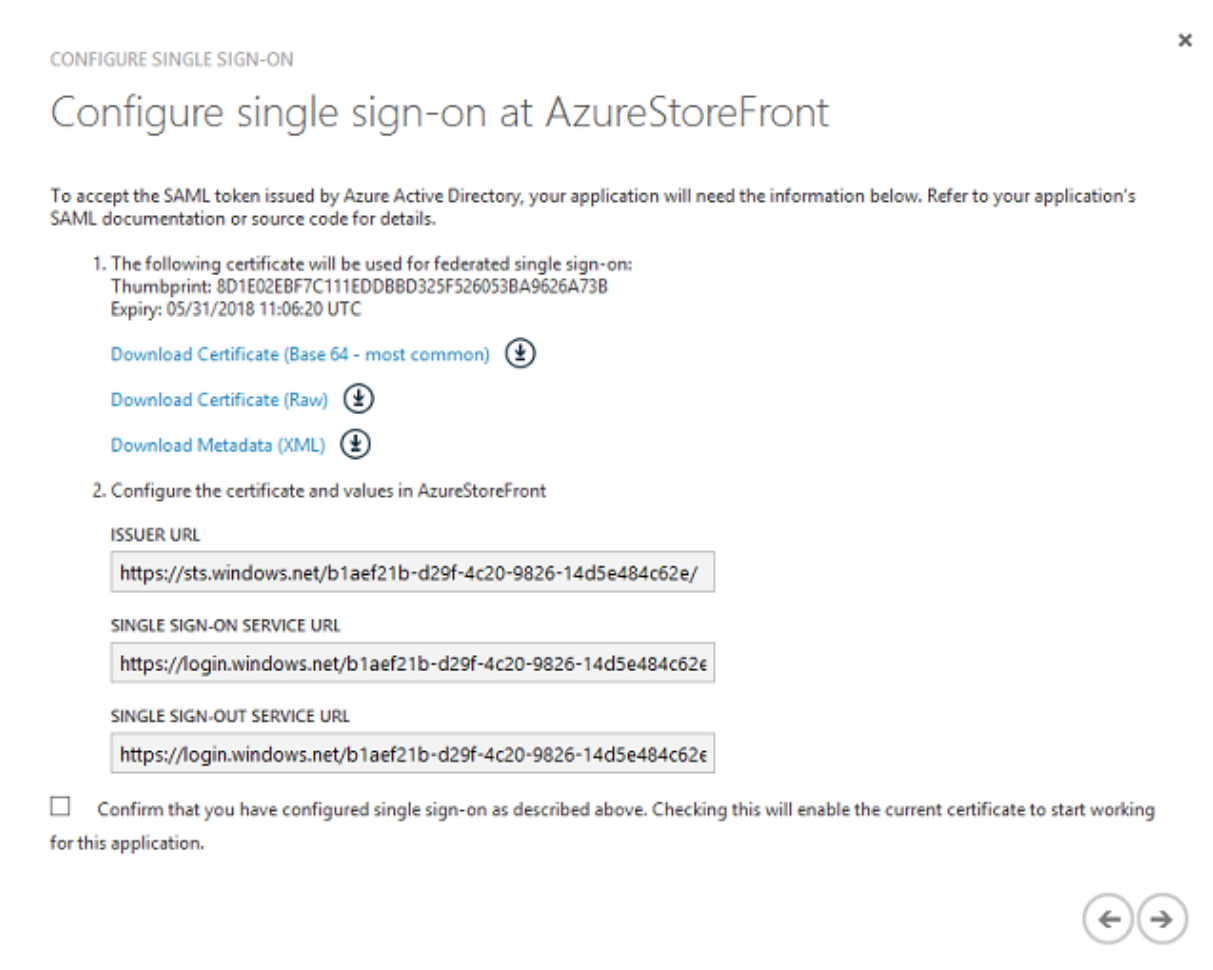 CONFIGURE SINGLE SIGN-ON
Configure single sign-on at AzureStoreFront
To accept the SAML token issued by Azure Active Directory, your application will need the information below. Refer to your application's
SAML documentation or source code for details.
1. The following certificate will be used for federated single sign-on:
Thumbprint: 8D1E02EBF7C111EDDBBD325F526053BA9626A73B
Expiry: 05/31/2018 11:06:20 UTC
Download Certificate (Base 64 - most common)
Download Certificate (Raw)
Download Metadata (XML)
2. Configure the certificate and values in AzureStoreFront
ISSUER URL
https://sts.windows.net/b1aef21b-d29f-4c20-9826-14d5e484c62e/
SINGLE SIGN-ON SERVICE URL
https://login.windows.net/b1aef21b-d29f-4c20-9826-14d5e484c62e
SINGLE SIGN-OUT SERVICE URL
https://login.windows.net/b1aef21b-d29f-4c20-9826-14d5e484c62e
Confirm that you have configured single sign-on as described above. Checking this will enable the current certificate to start working
for this application.